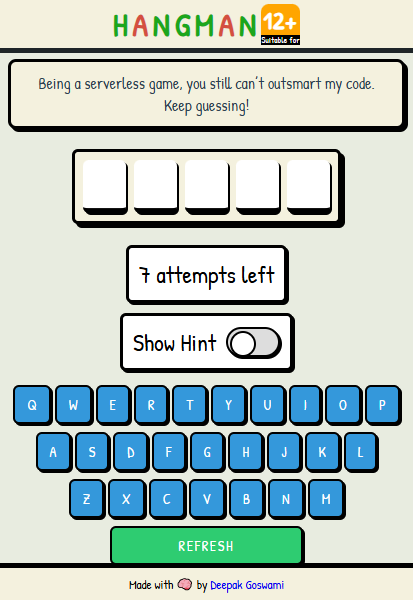 HANGMAN 12+
Suitable for
Being a serverless game, you still can't outsmart my code.
Keep guessing!
7 attempts left
Show Hint
Q W E R T Y U I O P
A S D F G H J K L
Z X C V B N M
REFRESH
Made with 🧠 by Deepak Goswami